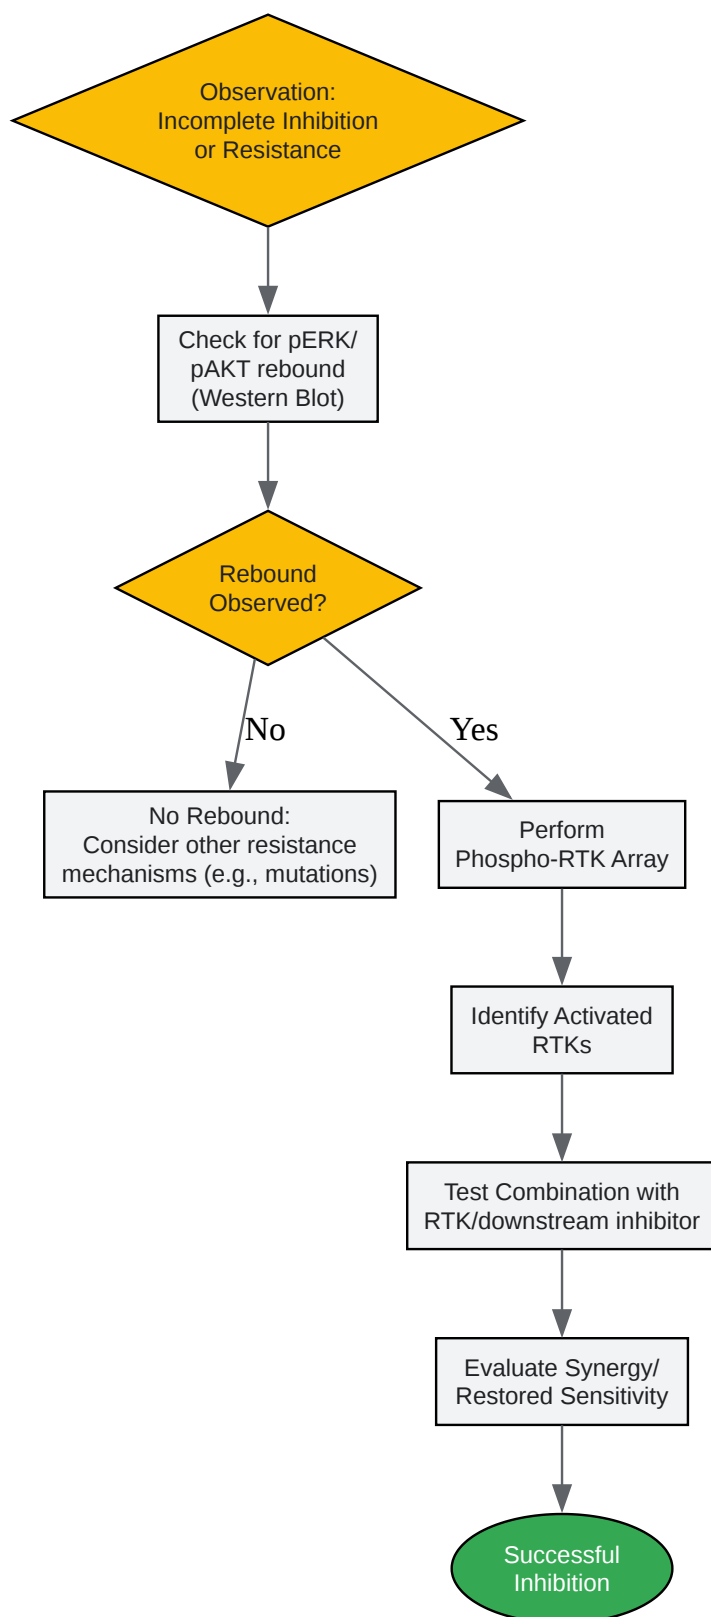 Observation:
Incomplete Inhibition
or Resistance
Check for pERK/
pAKT rebound
(Western Blot)
Rebound
Observed?
No
Yes
No Rebound:
Consider other resistance
mechanisms (e.g., mutations)
Perform
Phospho-RTK Array
Identify Activated
RTKs
Test Combination with
RTK/downstream inhibitor
Evaluate Synergy/
Restored Sensitivity
Successful
Inhibition